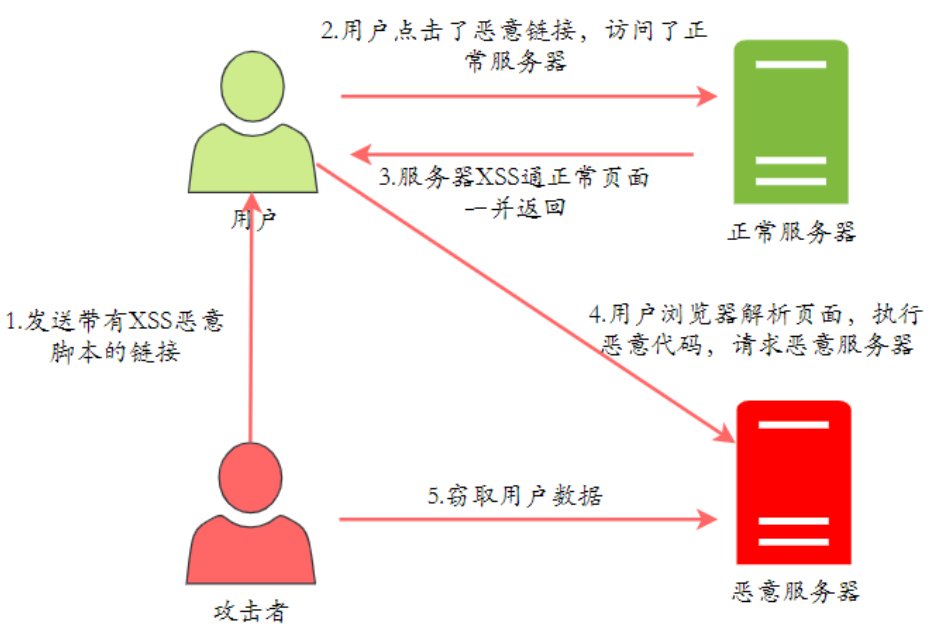 2.用户点击了恶意链接，访问了正
常服务器
3.服务器XSS通正常页面
一并返回
用户
正常服务器
1.发送带有XSS恶意
脚本的链接
4.用户浏览器解析页面，执行
恶意代码，请求恶意服务器
5.窃取用户数据
攻击者
恶意服务器